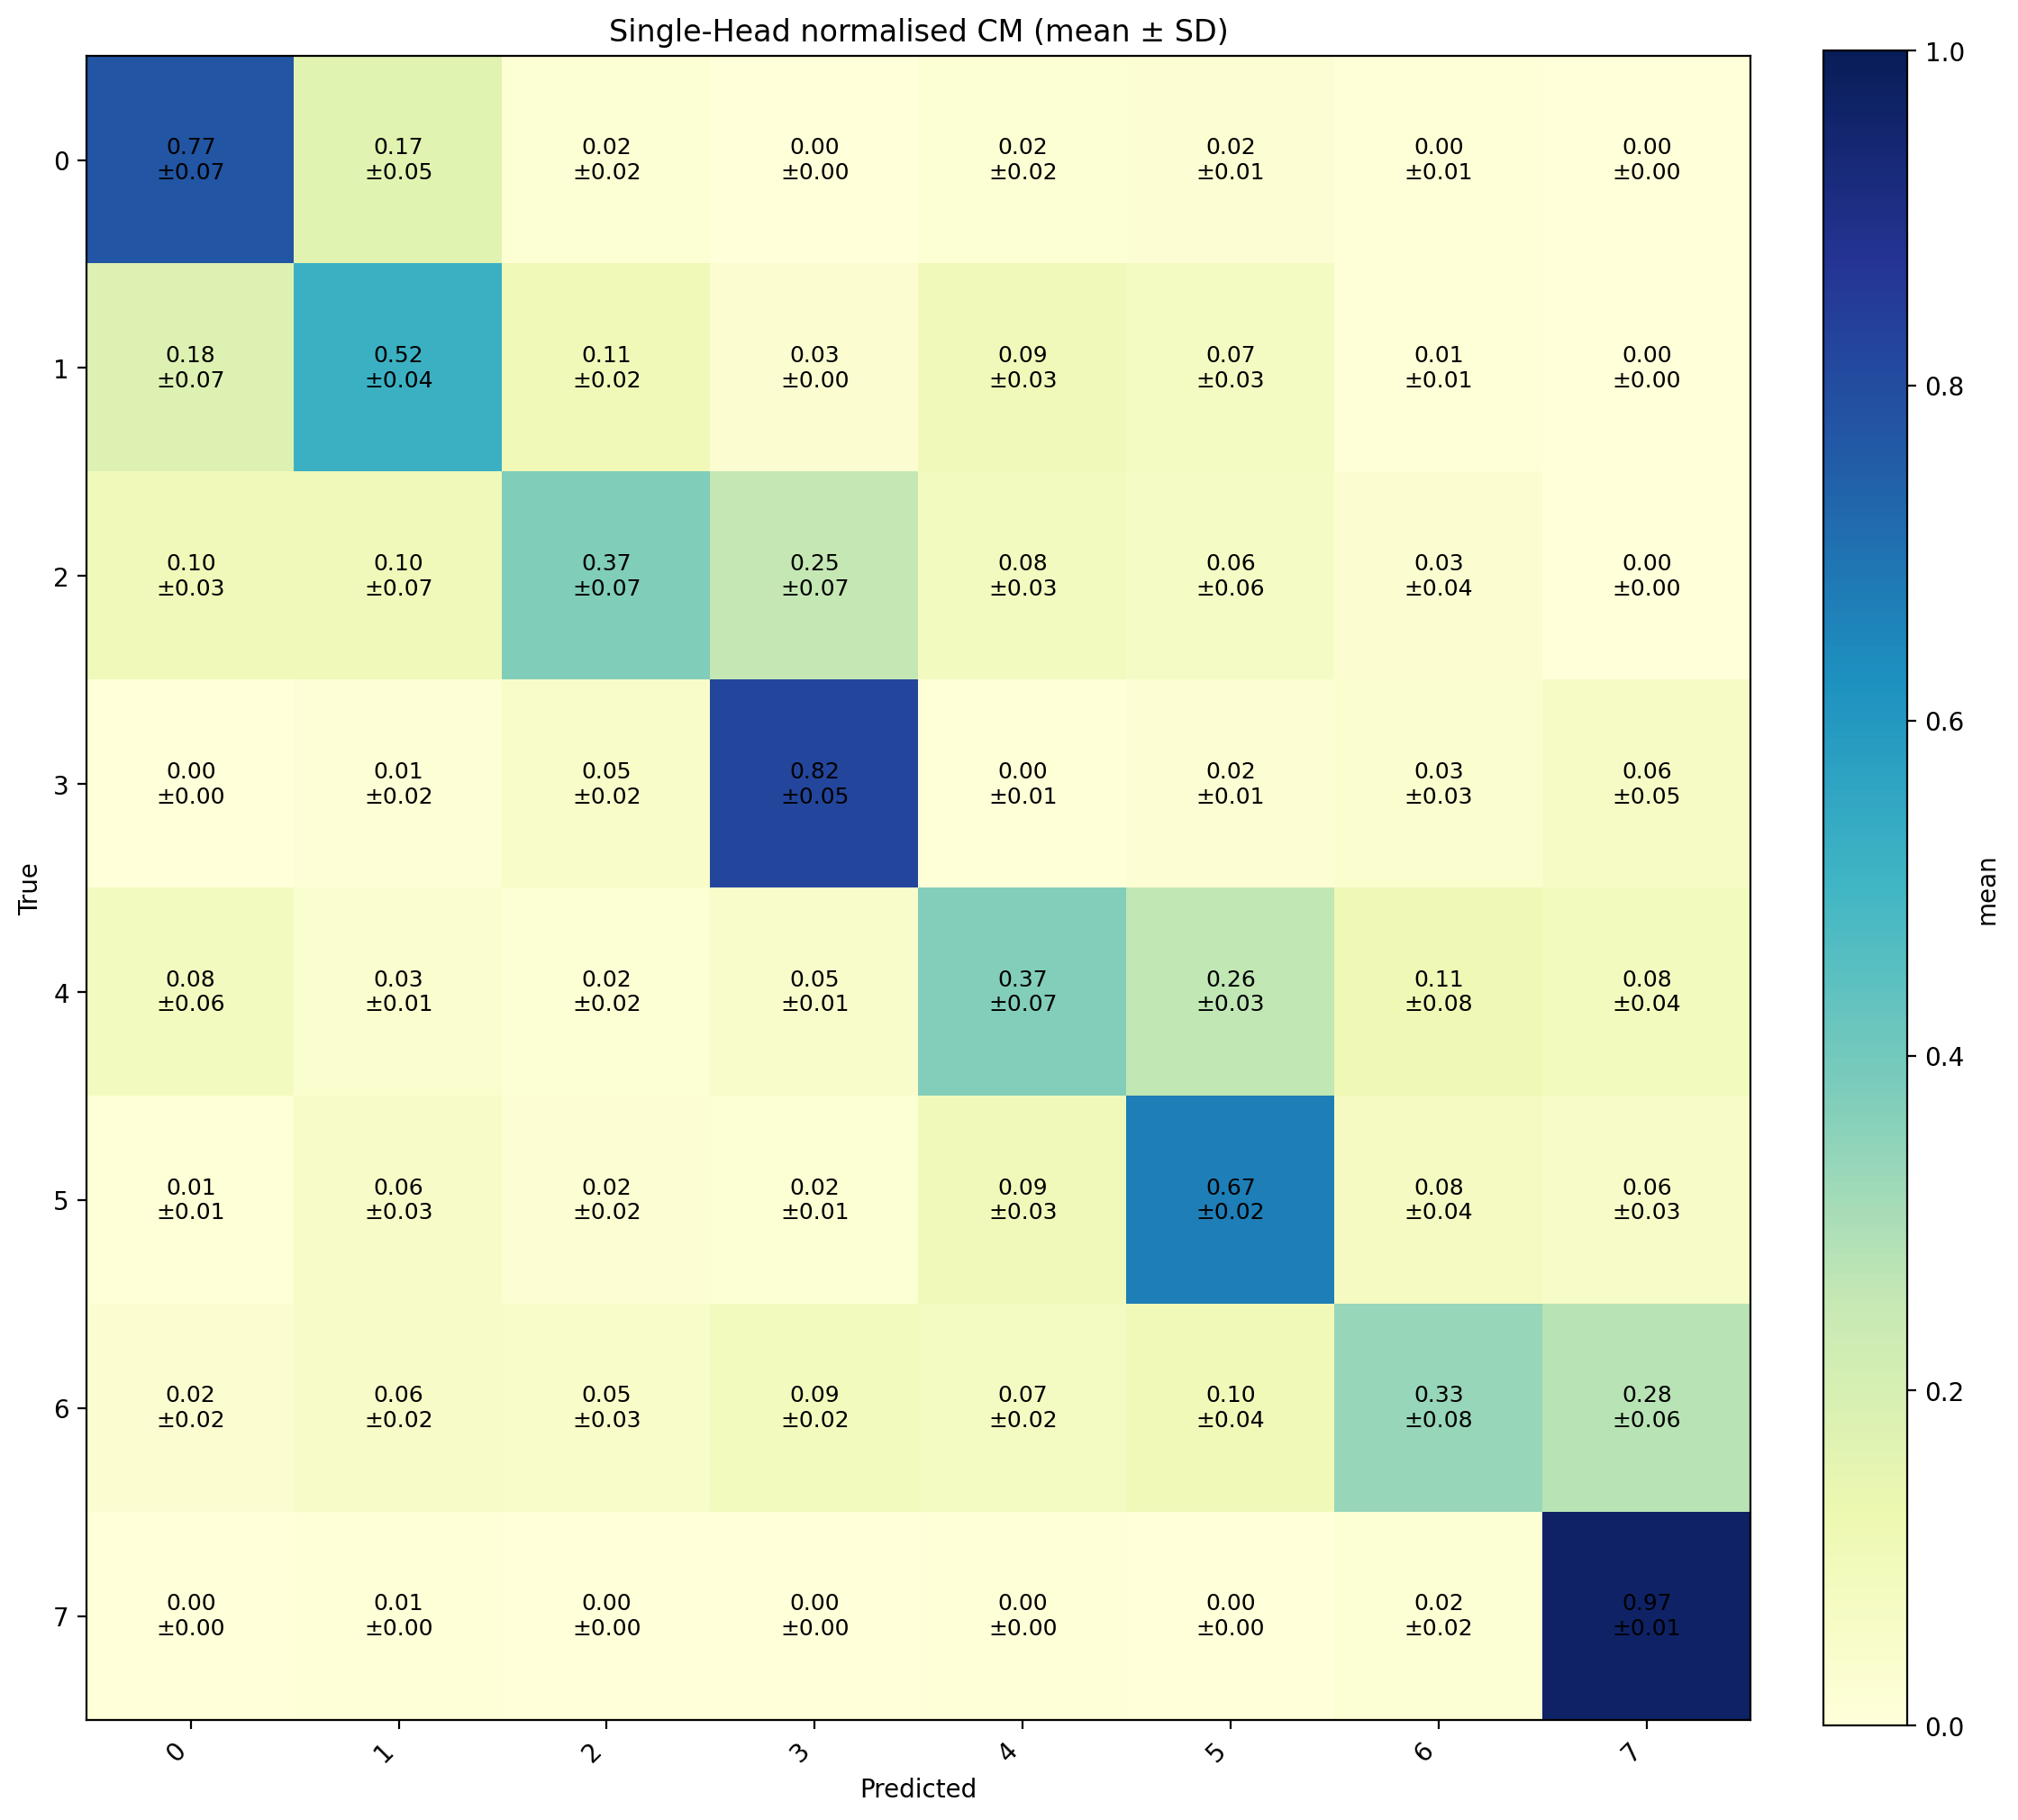 Single-Head normalised CM (mean ± SD)
0.77 0.17 0.02 0.00 0.02 0.02 0.00 0.00
0 ±0.07 ±0.05 ±0.02 ±0.00 ±0.02 ±0.01 ±0.01 ±0.00
0.18 0.52 0.11 0.03 0.09 0.07 0.01 0.00
1 ±0.07 ±0.04 ±0.02 ±0.00 ±0.03 ±0.03 ±0.01 ±0.00
0.10 0.10 0.37 0.25 0.08 0.06 0.03 0.00
2 ±0.03 ±0.07 ±0.07 ±0.07 ±0.03 ±0.06 ±0.04 ±0.00
0.00 0.01 0.05 0.82 0.00 0.02 0.03 0.06
3 ±0.00 ±0.02 ±0.02 ±0.05 ±0.01 ±0.01 ±0.03 ±0.05
0.08 0.03 0.02 0.05 0.37 0.26 0.11 0.08
4 ±0.06 ±0.01 ±0.02 ±0.01 ±0.07 ±0.03 ±0.08 ±0.04
0.01 0.06 0.02 0.02 0.09 0.67 0.08 0.06
5 ±0.01 ±0.03 ±0.02 ±0.01 ±0.03 ±0.02 ±0.04 ±0.03
0.02 0.06 0.05 0.09 0.07 0.10 0.33 0.28
6 ±0.02 ±0.02 ±0.03 ±0.02 ±0.02 ±0.04 ±0.08 ±0.06
0.00 0.01 0.00 0.00 0.00 0.00 0.02 0.97
7 ±0.00 ±0.00 ±0.00 ±0.00 ±0.00 ±0.00 ±0.02 ±0.01
0 1 2 3 4 5 6 7
Predicted
True
1.0
0.8
0.6
0.4
0.2
0.0
mean